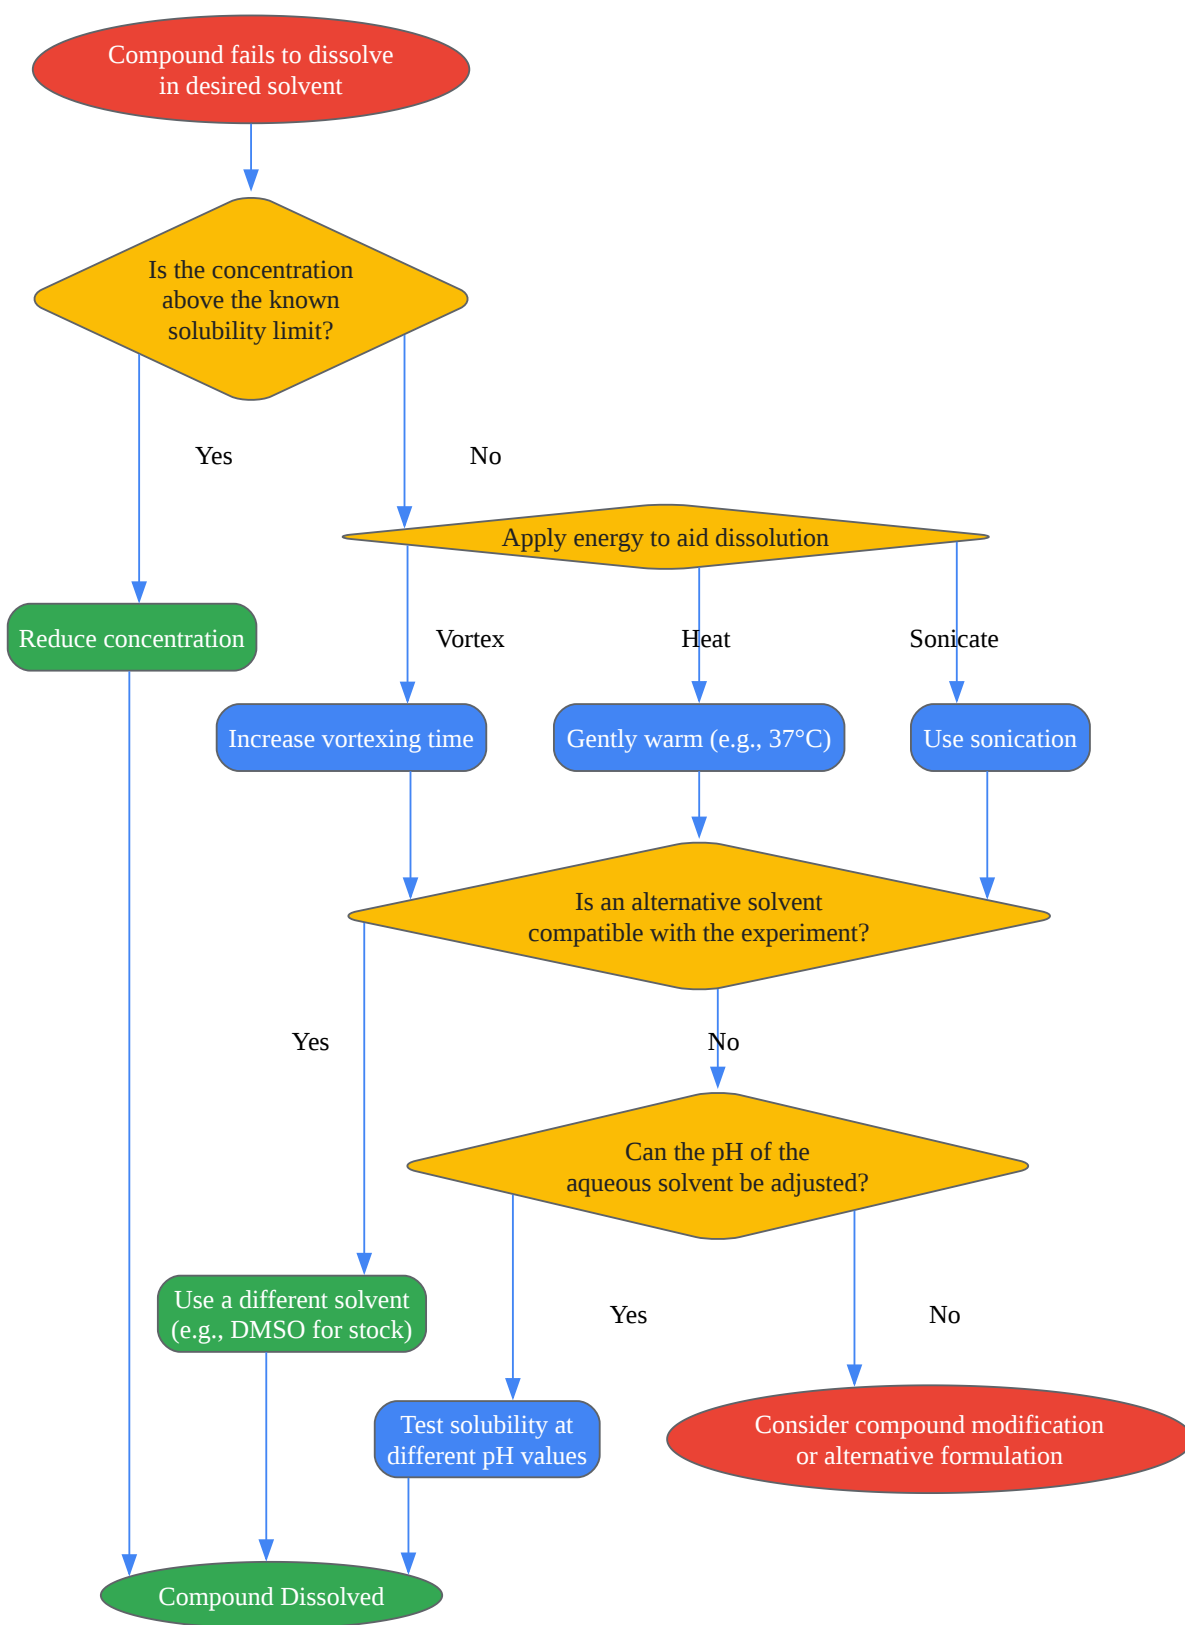 Compound fails to dissolve
in desired solvent
Is the concentration
above the known
solubility limit?
Yes
No
Apply energy to aid dissolution
Reduce concentration
Vortex
Heat
Sonicate
Increase vortexing time
Gently warm (e.g., 37°C)
Use sonication
Is an alternative solvent
compatible with the experiment?
Yes
No
Can the pH of the
aqueous solvent be adjusted?
Use a different solvent
(e.g., DMSO for stock)
Yes
No
Test solubility at
different pH values
Consider compound modification
or alternative formulation
Compound Dissolved